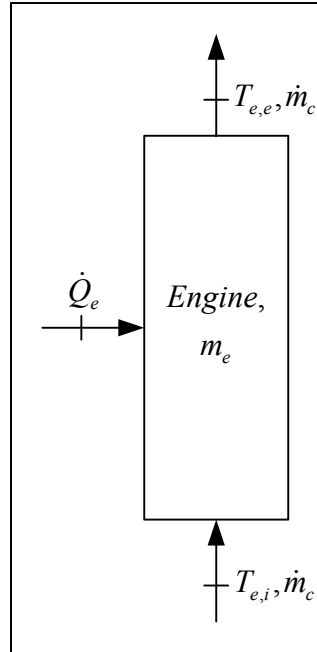 T_{e,e}, ṁ_c
Q̇_e
Engine,
m_e
T_{e,i}, ṁ_c